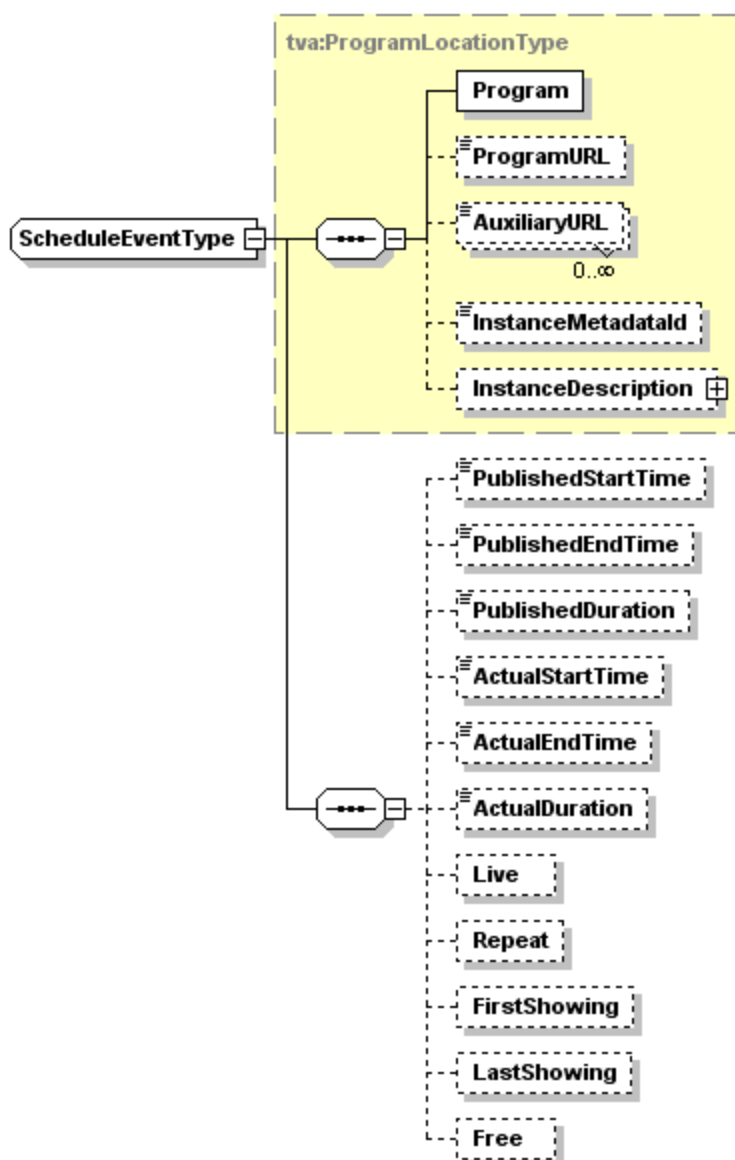 tva:ProgramLocationType
Program
ProgramURL
AuxiliaryURL
0..∞
ScheduleEventType
InstanceMetadataId
InstanceDescription
PublishedStartTime
PublishedEndTime
PublishedDuration
ActualStartTime
ActualEndTime
ActualDuration
Live
Repeat
FirstShowing
LastShowing
Free